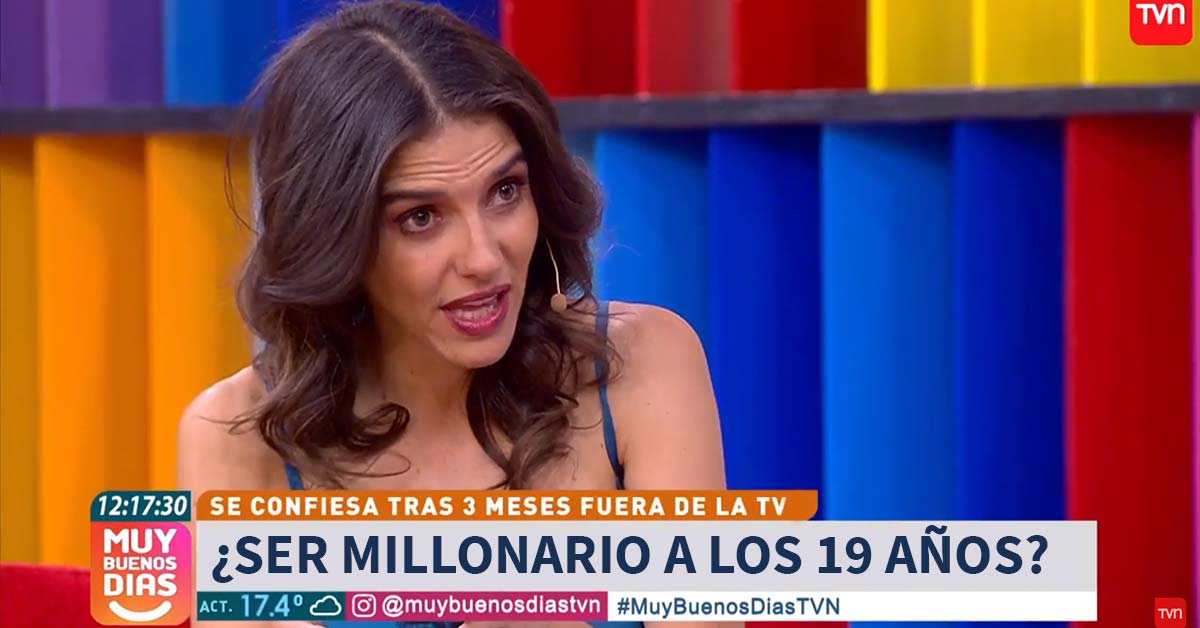 TVN
12:17:30
SE CONFIESA TRAS 3 MESES FUERA DE LA TV
MUY
BUENOS
DIAS
¿SER MILLONARIO A LOS 19 AÑOS?
ACT. 17.4° @muybuenosdiastvn #MuyBuenosDiasTVN
TVN